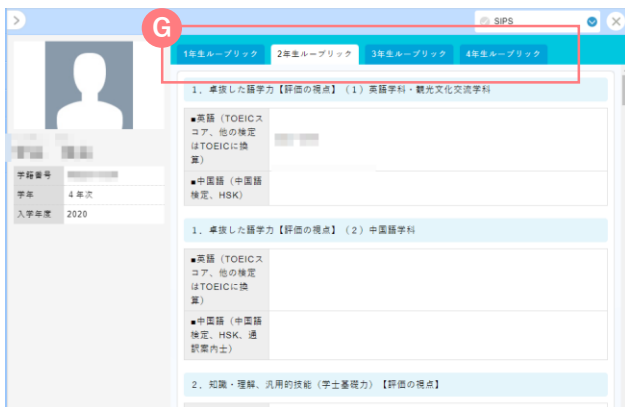 SIPS
G
1年生ルーブリック 2年生ルーブリック 3年生ルーブリック 4年生ルーブリック
学籍番号
学年 4年次
入学年度 2020
1．卓抜した語学力【評価の視点】（1）英語学科・観光文化交流学科
■英語（TOEICス
コア、他の検定
はTOEICに換
算）
■中国語（中国語
検定、HSK）
1．卓抜した語学力【評価の視点】（2）中国語学科
■英語（TOEICス
コア、他の検定
はTOEICに換
算）
■中国語（中国語
検定、HSK、通
訳案内士）
2．知識・理解、汎用的技能（学士基礎力）【評価の視点】